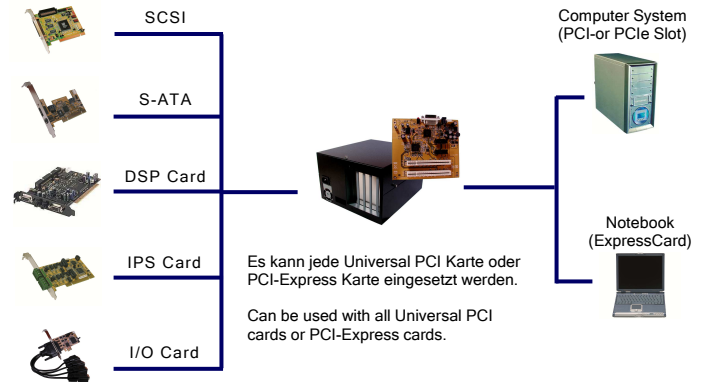 SCSI
S-ATA
DSP Card
IPS Card
I/O Card
Es kann jede Universal PCI Karte oder
PCI-Express Karte eingesetzt werden.
Can be used with all Universal PCI
cards or PCI-Express cards.
Computer System
(PCI-or PCIe Slot)
Notebook
(ExpressCard)